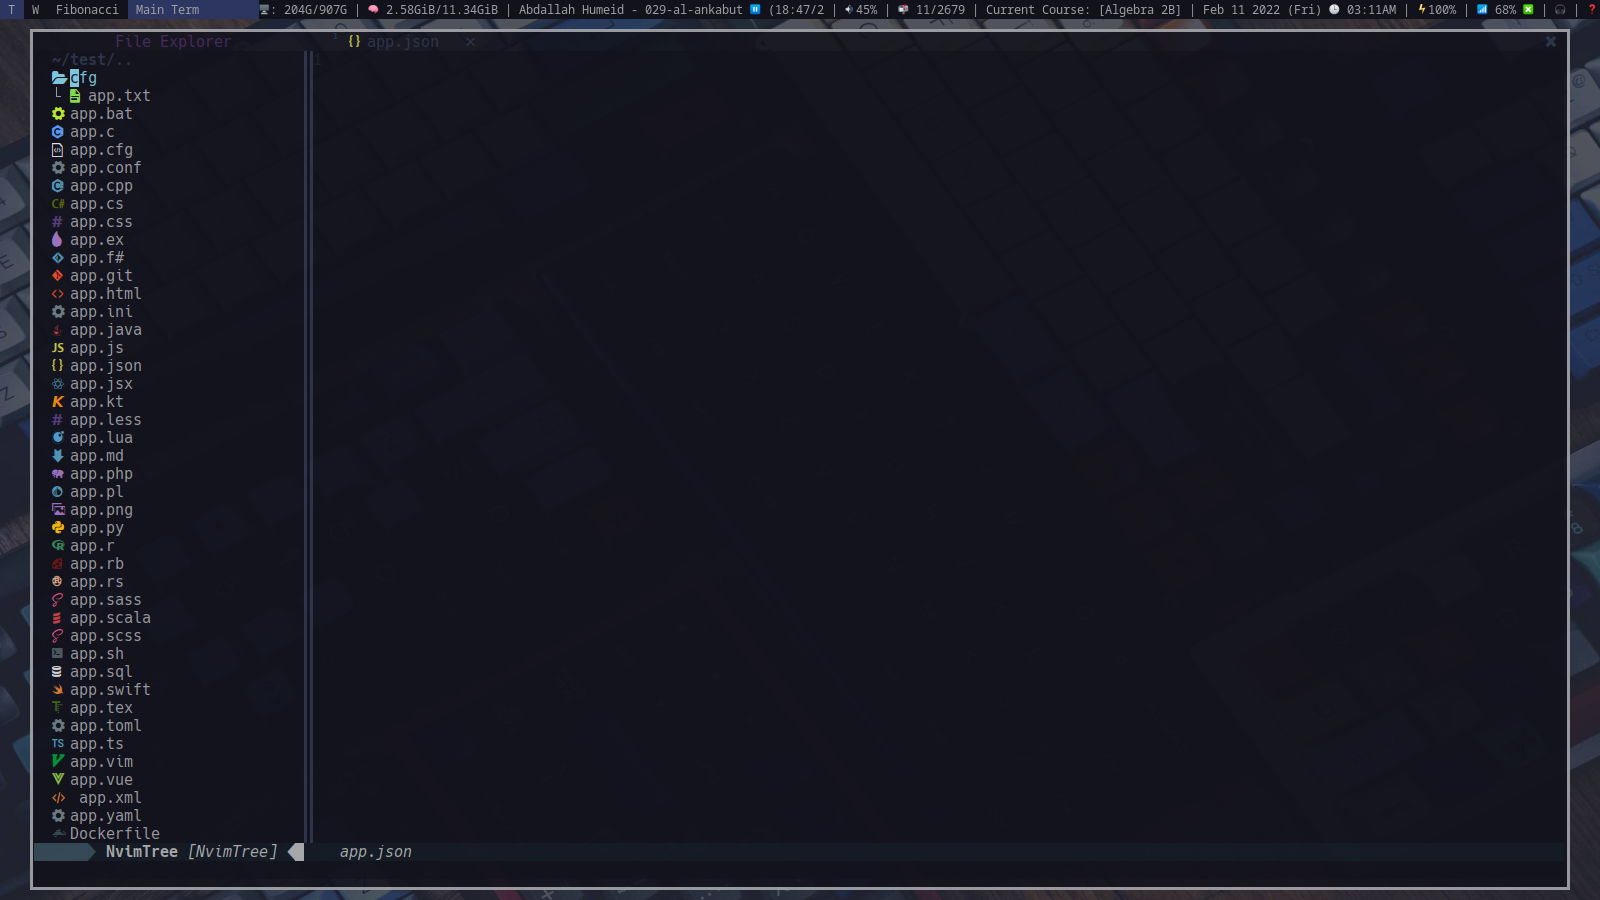 T W Fibonacci Main Term : 204G/907G | 2.58GiB/11.34GiB | Abdallah Humeid - 029-al-ankabut (18:47/2 | 45% | 11/2679 | Current Course: [Algebra 2B] | Feb 11 2022 (Fri) 03:11AM | 100% | 68% | |
File Explorer 1 {} app.json ×
~/test/.. 1
cfg
└ app.txt
app.bat
app.c
app.cfg
app.conf
app.cpp
C# app.cs
# app.css
app.ex
app.f#
app.git
<> app.html
app.ini
app.java
JS app.js
{} app.json
app.jsx
K app.kt
# app.less
app.lua
app.md
app.php
app.pl
app.png
app.py
R app.r
app.rb
app.rs
app.sass
app.scala
app.scss
app.sh
app.sql
app.swift
app.tex
app.toml
TS app.ts
app.vim
app.vue
</> app.xml
app.yaml
Dockerfile
NvimTree [NvimTree] app.json